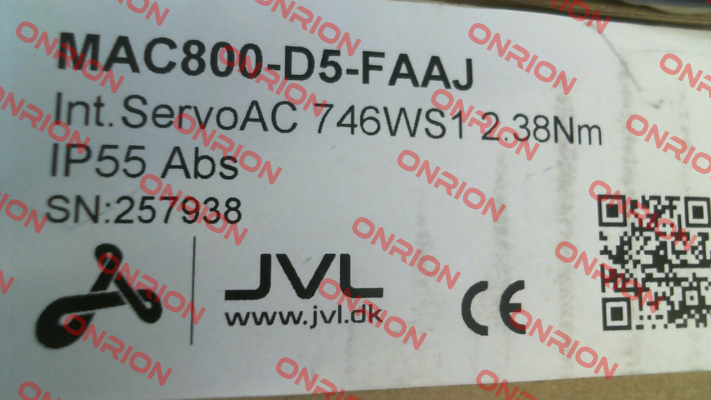 MAC800-D5-FAAJ
Int.ServoAC 746WS1 2.38Nm
IP55 Abs
SN:257938
JVL
www.jvl.dk
CE
ONRION